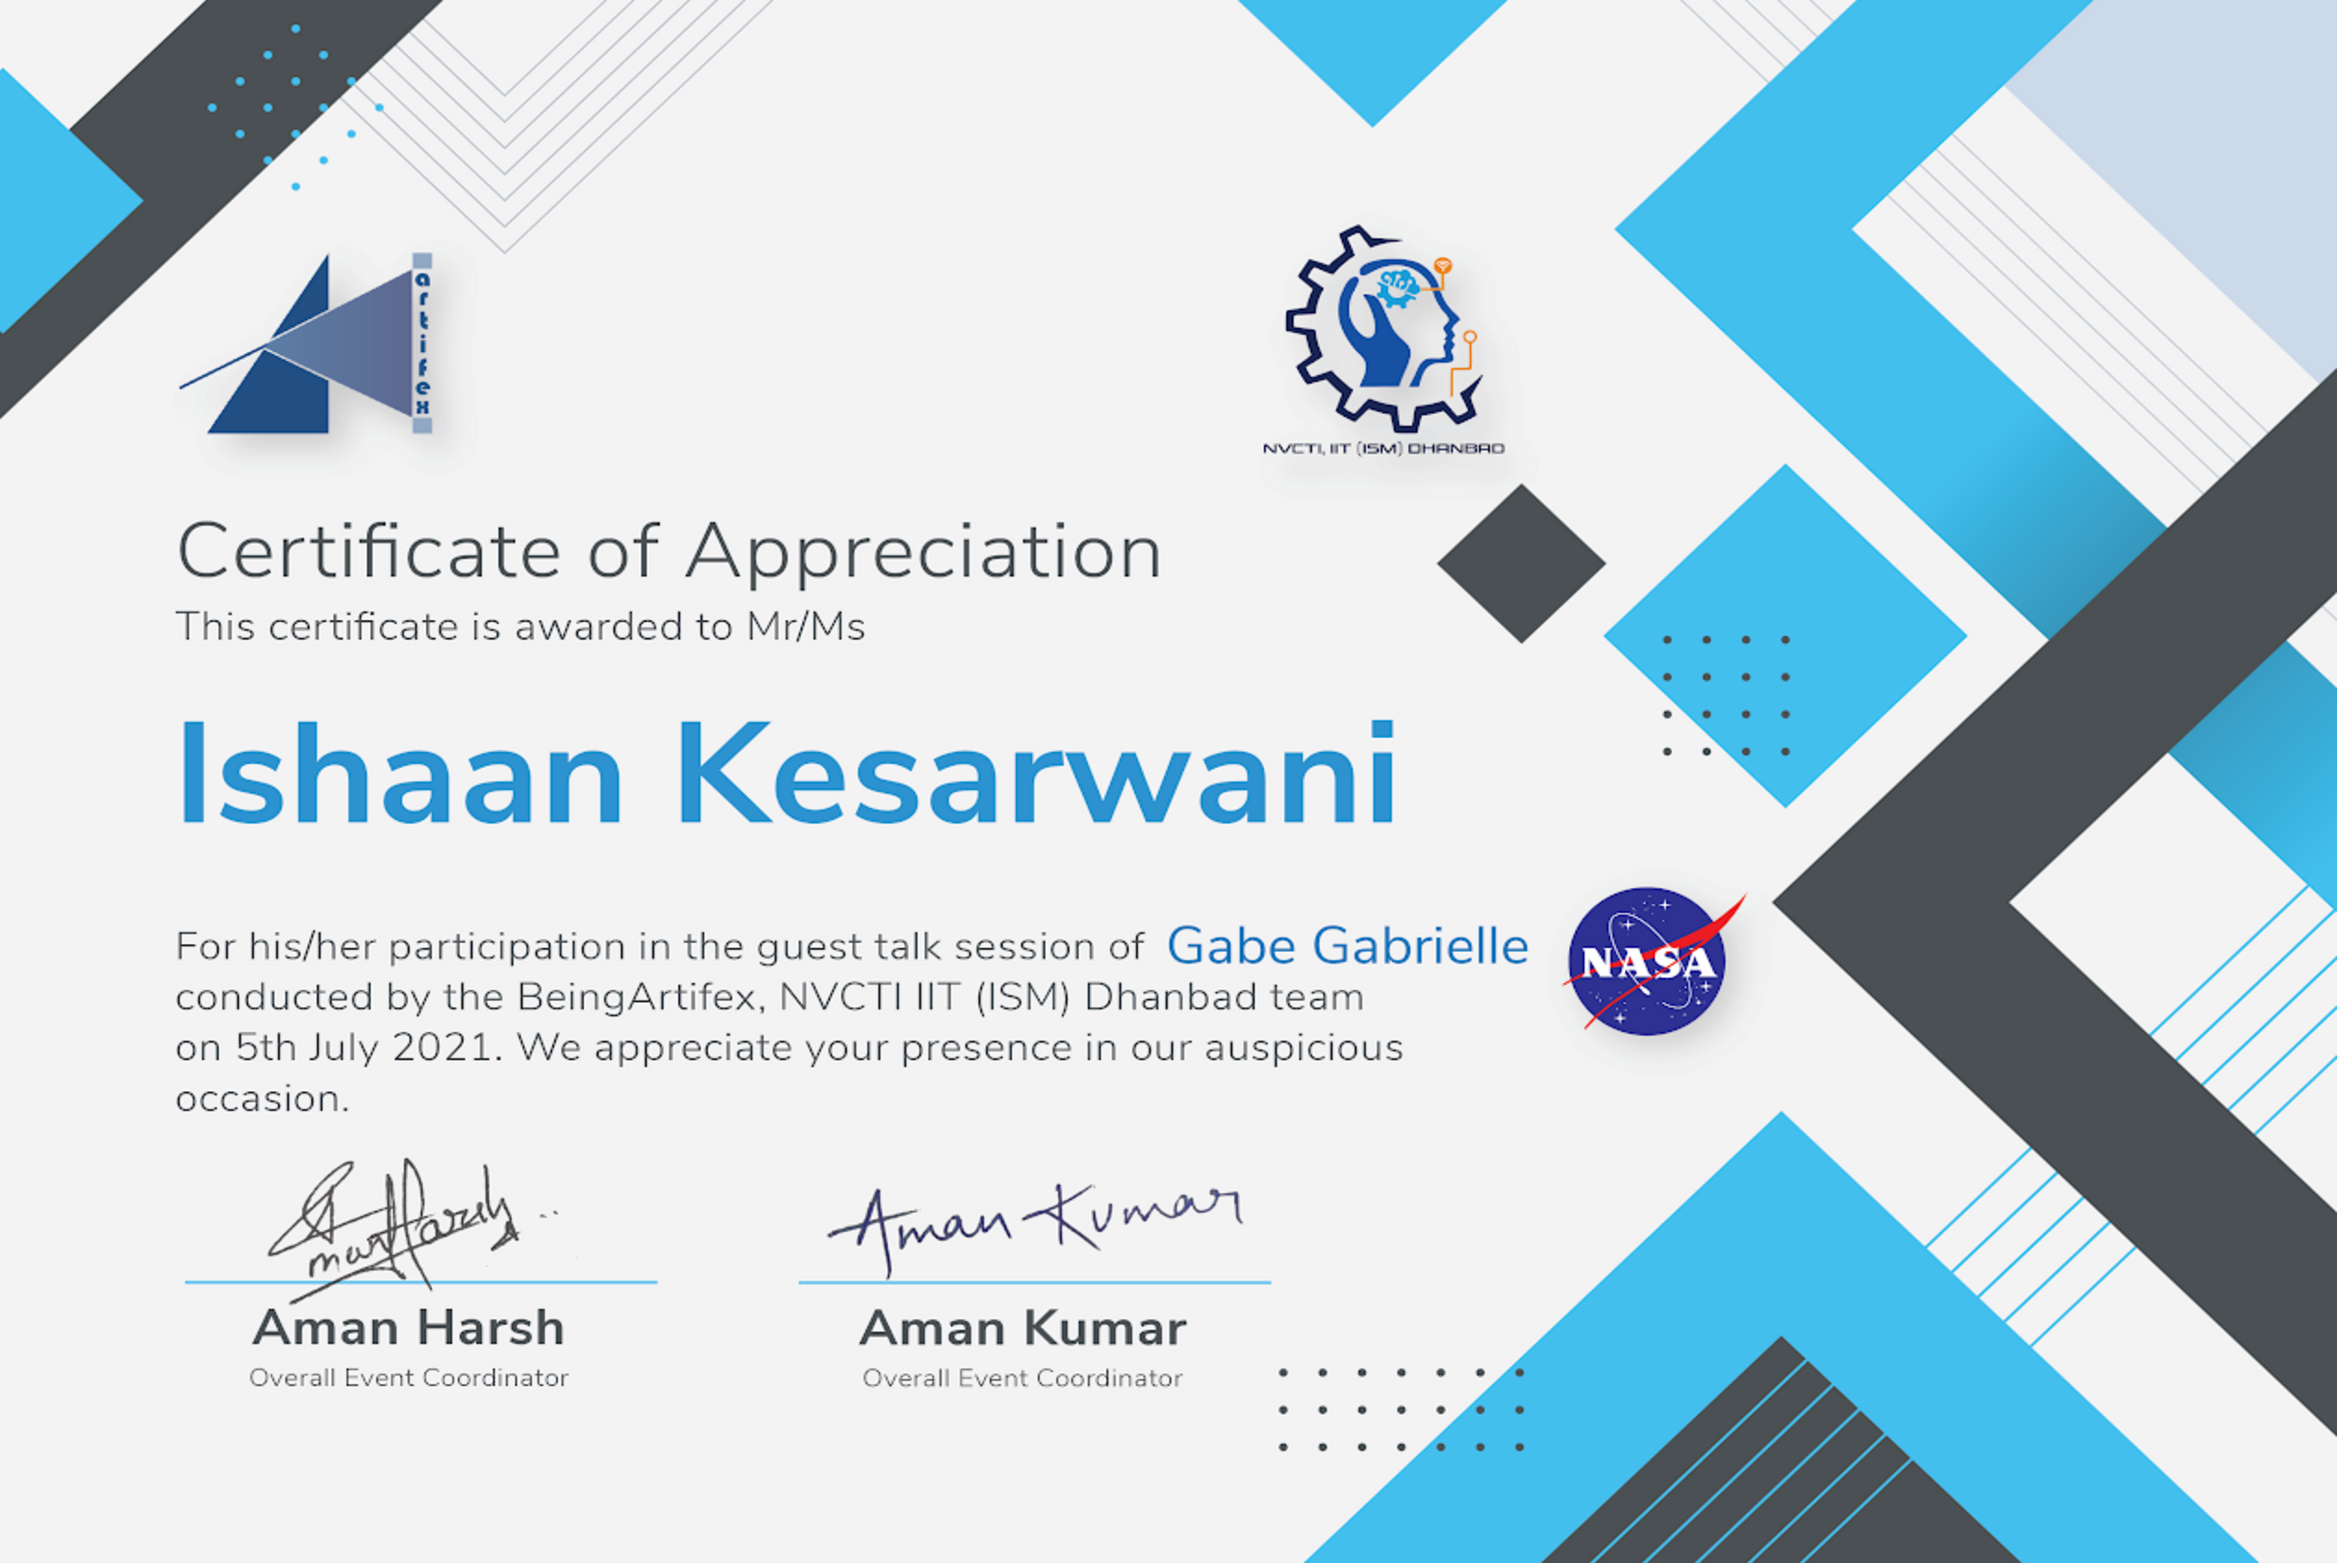 artifex
NVCTI, IIT (ISM) DHANBAD
Certificate of Appreciation
This certificate is awarded to Mr/Ms
Ishaan Kesarwani
For his/her participation in the guest talk session of Gabe Gabrielle
NASA
conducted by the BeingArtifex, NVCTI IIT (ISM) Dhanbad team
on 5th July 2021. We appreciate your presence in our auspicious
occasion.
Aman Harsh
Aman Kumar
Aman Harsh
Aman Kumar
Overall Event Coordinator
Overall Event Coordinator